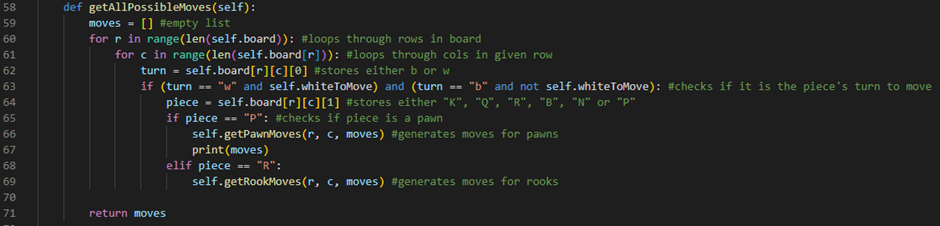 58 def getAllPossibleMoves(self):
59 moves = [] #empty list
60 for r in range(len(self.board)): #loops through rows in board
61 for c in range(len(self.board[r])): #loops through cols in given row
62 turn = self.board[r][c][0] #stores either b or w
63 if (turn == "w" and self.whiteToMove) and (turn == "b" and not self.whiteToMove): #checks if it is the piece's turn to move
64 piece = self.board[r][c][1] #stores either "K", "Q", "R", "B", "N" or "P"
65 if piece == "P": #checks if piece is a pawn
66 self.getPawnMoves(r, c, moves) #generates moves for pawns
67 print(moves)
68 elif piece == "R":
69 self.getRookMoves(r, c, moves) #generates moves for rooks
70
71 return moves